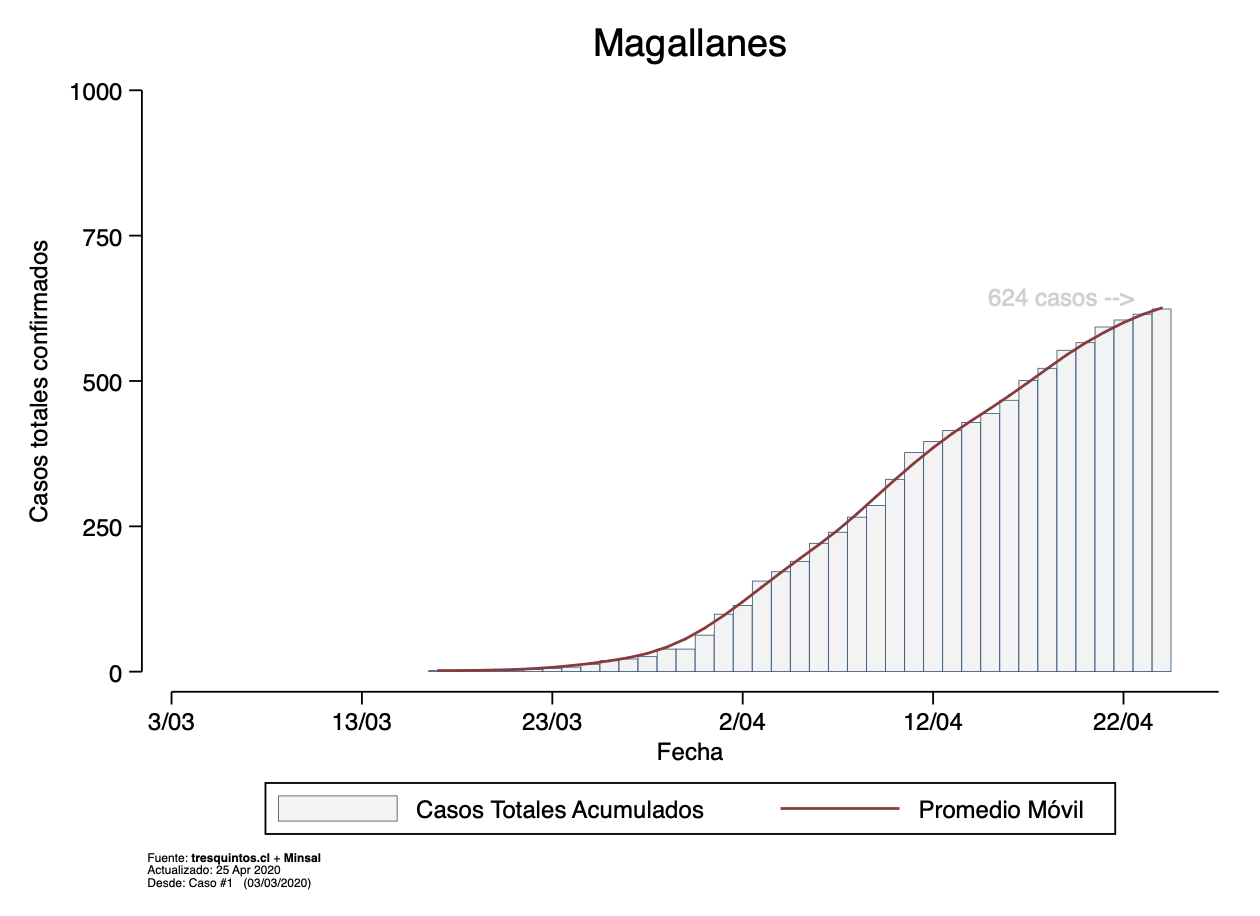 Magallanes
1000
750
500
250
0
Casos totales confirmados
624 casos -->
3/03 13/03 23/03 2/04 12/04 22/04
Fecha
Casos Totales Acumulados Promedio Móvil
Fuente: tresquintos.cl + Minsal
Actualizado: 25 Apr 2020
Desde: Caso #1 (03/03/2020)